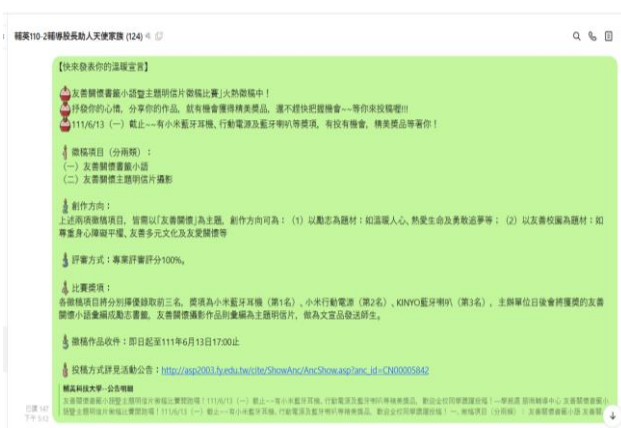 輔英110-2輔導股長助人天使家族 (124)
【快來發表你的溫暖宣言】
友善關懷書籤小語暨主題明信片徵稿比賽」火熱徵稿中！
抒發你的心情，分享你的作品，就有機會獲得精美獎品，還不趕快把握機會~~等你來投稿喔!!!
111/6/13（一）截止~~有小米藍牙耳機、行動電源及藍牙喇叭等獎項，有投有機會，精美獎品等著你！
徵稿項目（分兩類）：
（一）友善關懷書籤小語
（二）友善關懷主題明信片攝影
創作方向：
上述兩項徵稿項目，皆需以「友善關懷」為主題，創作方向可為：（1）以勵志為題材：如溫暖人心、熱愛生命及勇敢追夢等；（2）以友善校園為題材：如
尊重身心障礙平權、友善多元文化及友愛關懷等
評審方式：專業評審評分100%。
比賽獎項：
各徵稿項目將分別擇優錄取前三名，獎項為小米藍牙耳機（第1名）、小米行動電源（第2名）、KINYO藍牙喇叭（第3名），主辦單位日後會將獲獎的友善
關懷小語彙編成勵志書籤，友善關懷攝影作品則彙編為主題明信片，做為文宣品發送師生。
徵稿作品收件：即日起至111年6月13日17:00止
投稿方式詳見活動公告：http://asp2003.fy.edu.tw/cite/ShowAnc/AncShow.asp?anc_id=CN00005842
輔英科技大學--公告明細
已讀 147
下午 5:52